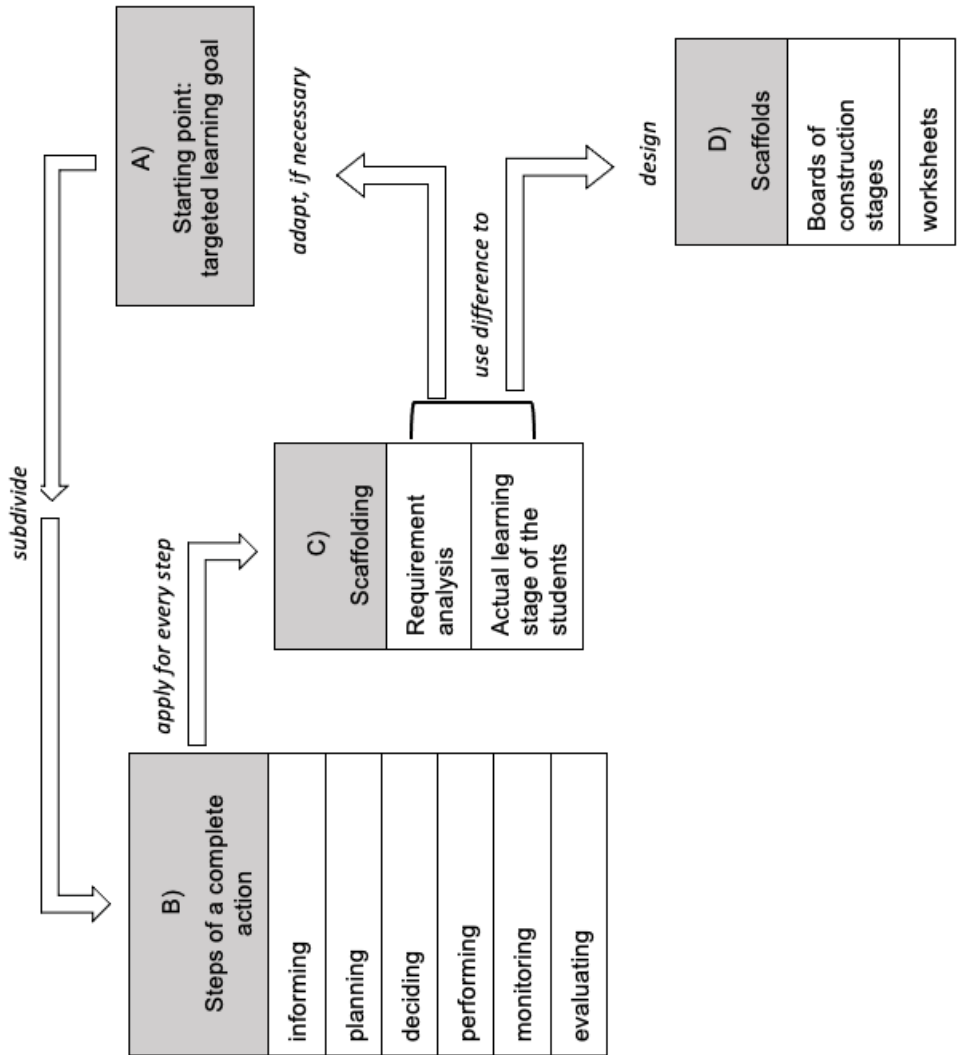 subdivide
A)
Starting point:
targeted learning goal
B)
Steps of a complete
action
informing
planning
deciding
performing
monitoring
evaluating
apply for every step
C)
Scaffolding
Requirement
analysis
Actual learning
stage of the
students
adapt, if necessary
use difference to
design
D)
Scaffolds
Boards of
construction
stages
worksheets